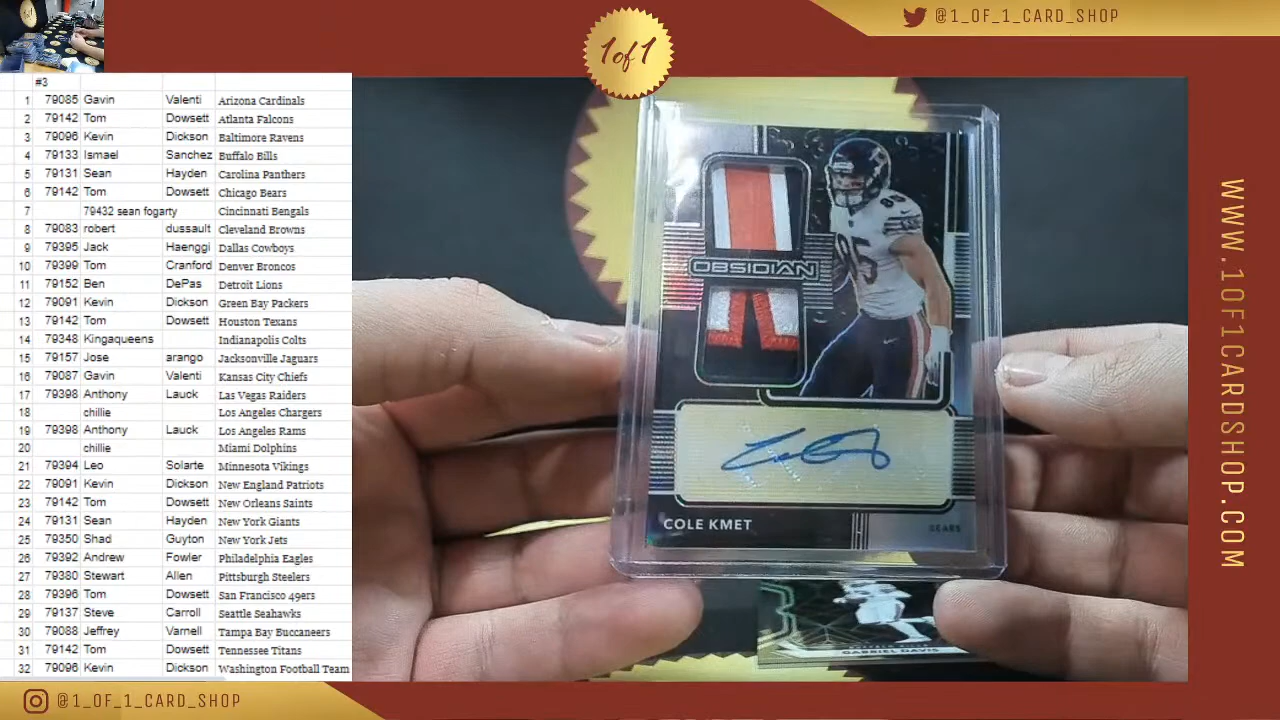 @1_OF_1_CARD_SHOP
1 of 1
#3
1 79085 Gavin Valenti Arizona Cardinals
2 79142 Tom Dowsett Atlanta Falcons
3 79096 Kevin Dickson Baltimore Ravens
4 79133 Ismael Sanchez Buffalo Bills
5 79131 Sean Hayden Carolina Panthers
6 79142 Tom Dowsett Chicago Bears
7 79432 sean fogarty Cincinnati Bengals
8 79083 robert dussault Cleveland Browns
9 79395 Jack Haenggi Dallas Cowboys
10 79399 Tom Cranford Denver Broncos
11 79152 Ben DePas Detroit Lions
12 79091 Kevin Dickson Green Bay Packers
13 79142 Tom Dowsett Houston Texans
14 79348 Kingaqueens Indianapolis Colts
15 79157 Jose arango Jacksonville Jaguars
16 79087 Gavin Valenti Kansas City Chiefs
17 79398 Anthony Lauck Las Vegas Raiders
18 chillie Los Angeles Chargers
19 79398 Anthony Lauck Los Angeles Rams
20 chillie Miami Dolphins
21 79394 Leo Solarte Minnesota Vikings
22 79091 Kevin Dickson New England Patriots
23 79142 Tom Dowsett New Orleans Saints
24 79131 Sean Hayden New York Giants
25 79350 Shad Guyton New York Jets
26 79392 Andrew Fowler Philadelphia Eagles
27 79380 Stewart Allen Pittsburgh Steelers
28 79396 Tom Dowsett San Francisco 49ers
29 79137 Steve Carroll Seattle Seahawks
30 79088 Jeffrey Varnell Tampa Bay Buccaneers
31 79142 Tom Dowsett Tennessee Titans
32 79096 Kevin Dickson Washington Football Team
OBSIDIAN
85
85
COLE KMET
BEARS
BUFFALO BILLS
GABRIEL DAVIS
WWW.1OF1CARDSHOP.COM
@1_OF_1_CARD_SHOP